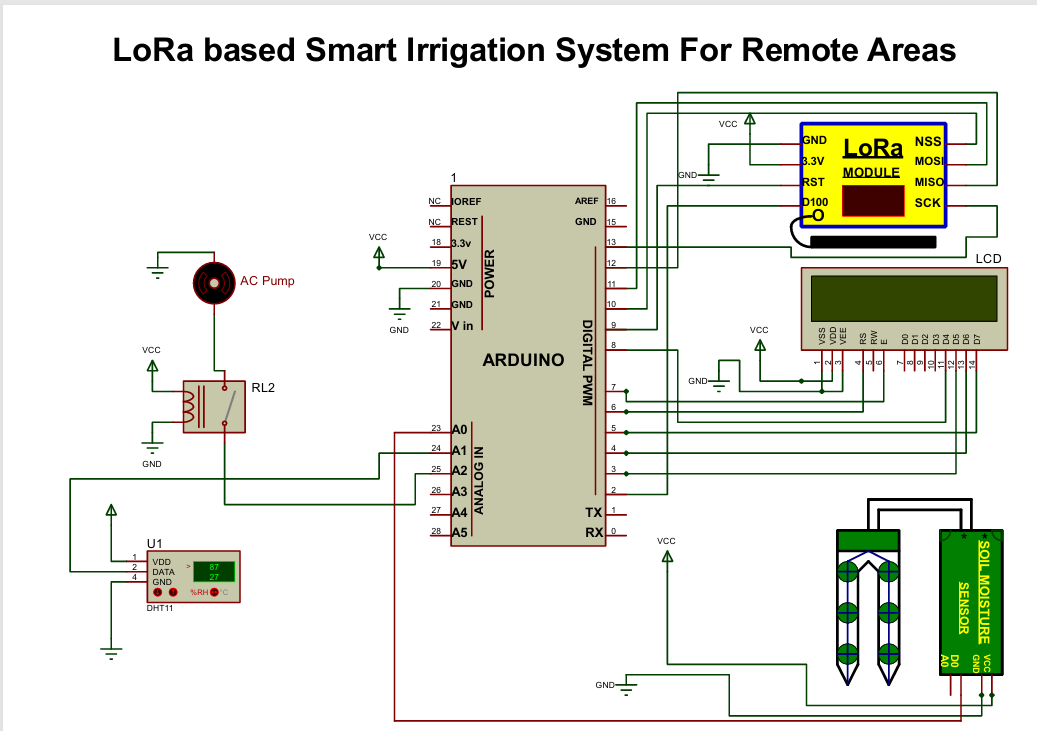 LoRa based Smart Irrigation System For Remote Areas
VCC
GND
GND
3.3V
RST
D100
LoRa
MODULE
NSS
MOSI
MISO
SCK
1
NC IOREF
NC REST
18 3.3v
19 5V
20 GND
21 GND
22 V in
POWER
AREF 16
GND 15
13
12
11
10
9
8
7
6
5
4
3
2
TX 1
RX 0
DIGITAL PWM
ARDUINO
23 A0
24 A1
25 A2
26 A3
27 A4
28 A5
ANALOG IN
VCC
GND
AC Pump
VCC
RL2
GND
LCD
VSS VDD VEE RS RW E D0 D1 D2 D3 D4 D5 D6 D7
1 2 3 4 5 6 7 8 9 10 11 12 13 14
VCC
GND
U1
1 VDD
2 DATA
4 GND
> 87
27
%RH °C
DHT11
VCC
GND
SOIL MOISTURE
SENSOR
A0 D0 GND VCC